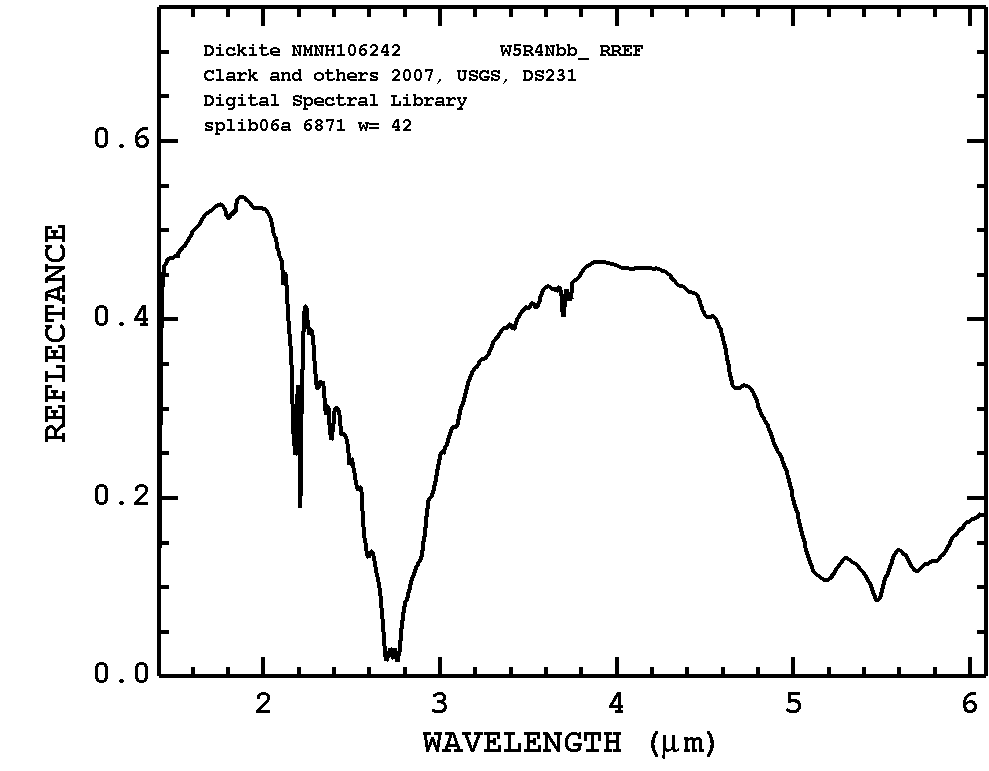 Dickite NMNH106242 W5R4Nbb_ RREF
Clark and others 2007, USGS, DS231
Digital Spectral Library
splib06a 6871 w= 42
0.6
0.4
0.2
0.0
REFLECTANCE
2 3 4 5 6
WAVELENGTH (μm)